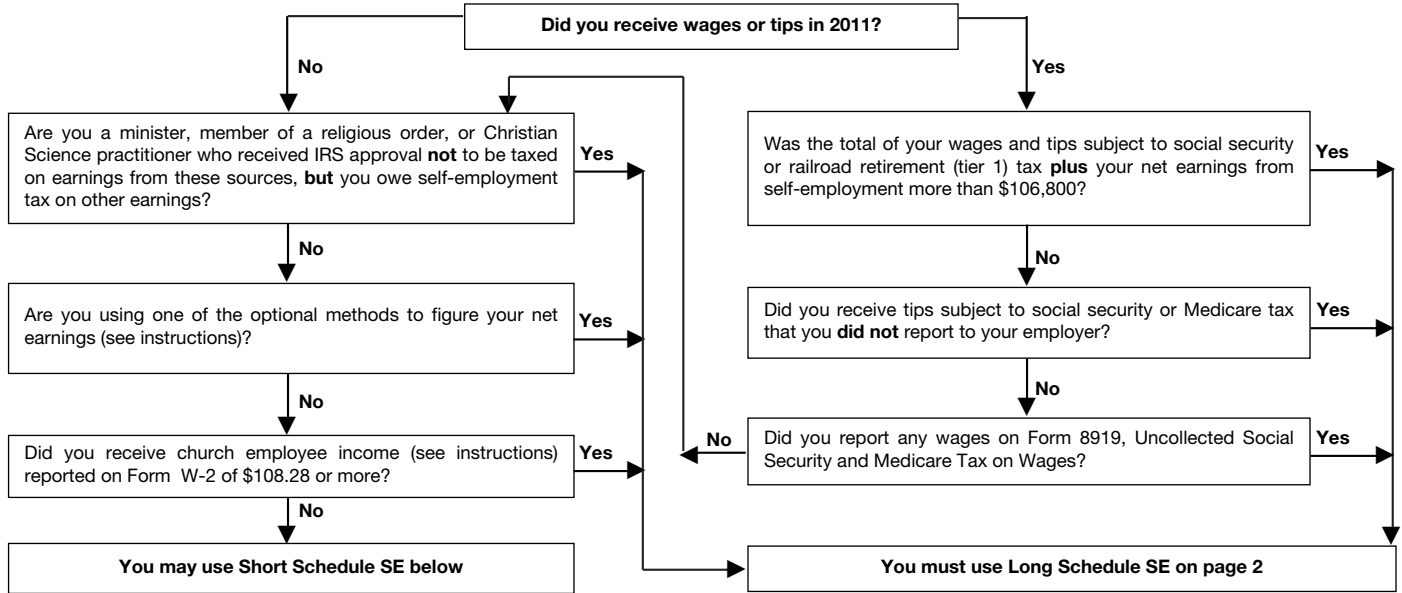 Did you receive wages or tips in 2011?
No
Yes
Are you a minister, member of a religious order, or Christian
Science practitioner who received IRS approval not to be taxed
on earnings from these sources, but you owe self-employment
tax on other earnings?
Yes
Was the total of your wages and tips subject to social security
or railroad retirement (tier 1) tax plus your net earnings from
self-employment more than $106,800?
Yes
No
No
Are you using one of the optional methods to figure your net
earnings (see instructions)?
Yes
Did you receive tips subject to social security or Medicare tax
that you did not report to your employer?
Yes
No
No
Did you receive church employee income (see instructions)
reported on Form W-2 of $108.28 or more?
Yes
No
Did you report any wages on Form 8919, Uncollected Social
Security and Medicare Tax on Wages?
Yes
No
You may use Short Schedule SE below
You must use Long Schedule SE on page 2